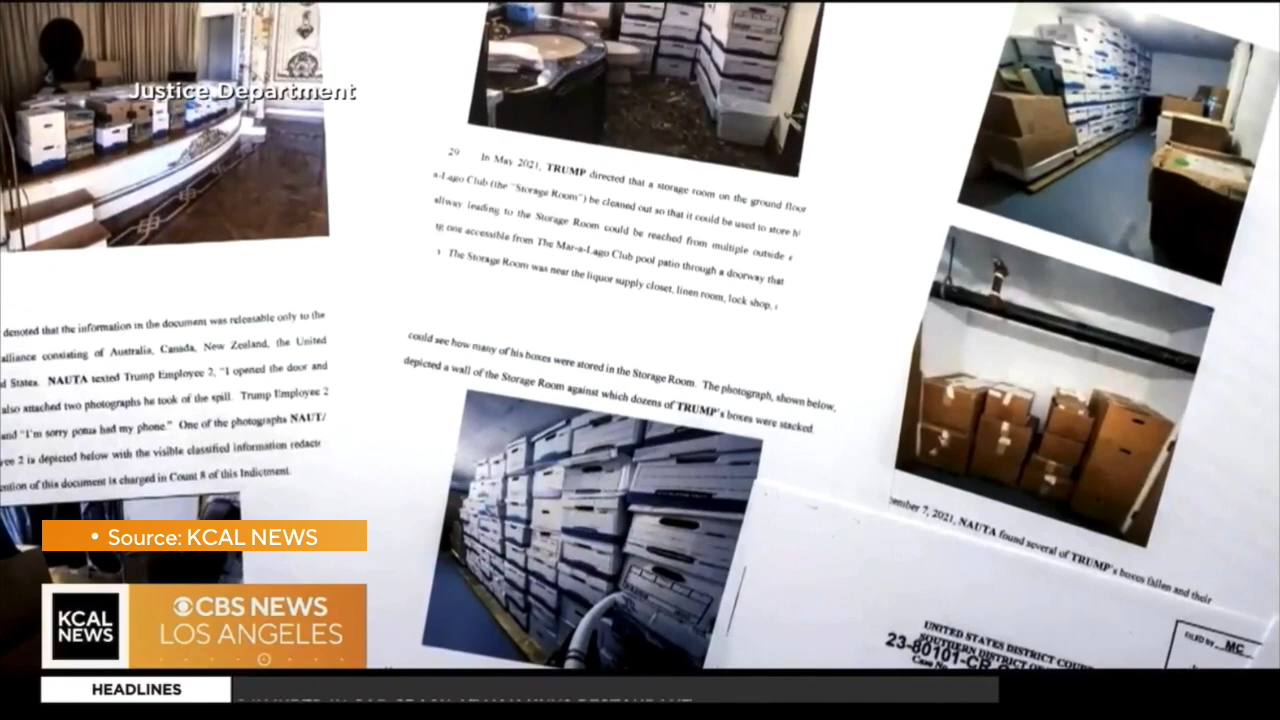 Justice Department
29 In May 2021, TRUMP directed that a storage room on the ground floor
a-Lago Club (the "Storage Room") be cleaned out so that it could be used to store
allway leading to the Storage Room could be reached from multiple outside
one accessible from The Mar-a-Lago Club pool patio through a doorway that
The Storage Room was near the liquor supply closet, linen room, lock shop,
denoted that the information in the document was releasable only to the
alliance consisting of Australia, Canada, New Zealand, the United
d States. NAUTA texted Trump Employee 2, "I opened the door and
also attached two photographs he took of the spill. Trump Employee 2
and "I'm sorry potus had my phone." One of the photographs NAUT
ee 2 is depicted below with the visible classified information redacte
ention of this document is charged in Count 8 of this Indictment.
could see how many of his boxes were stored in the Storage Room. The photograph, shown below,
depicted a wall of the Storage Room against which dozens of TRUMP's boxes were stacked.
ember 7, 2021, NAUTA found several of TRUMP's boxes fallen and their
UNITED STATES DISTRICT COU
SOUTHERN DISTRICT O
23-80101-CR
Case No.
FILED BY MC
• Source: KCAL NEWS
KCAL NEWS
CBS NEWS
LOS ANGELES
HEADLINES